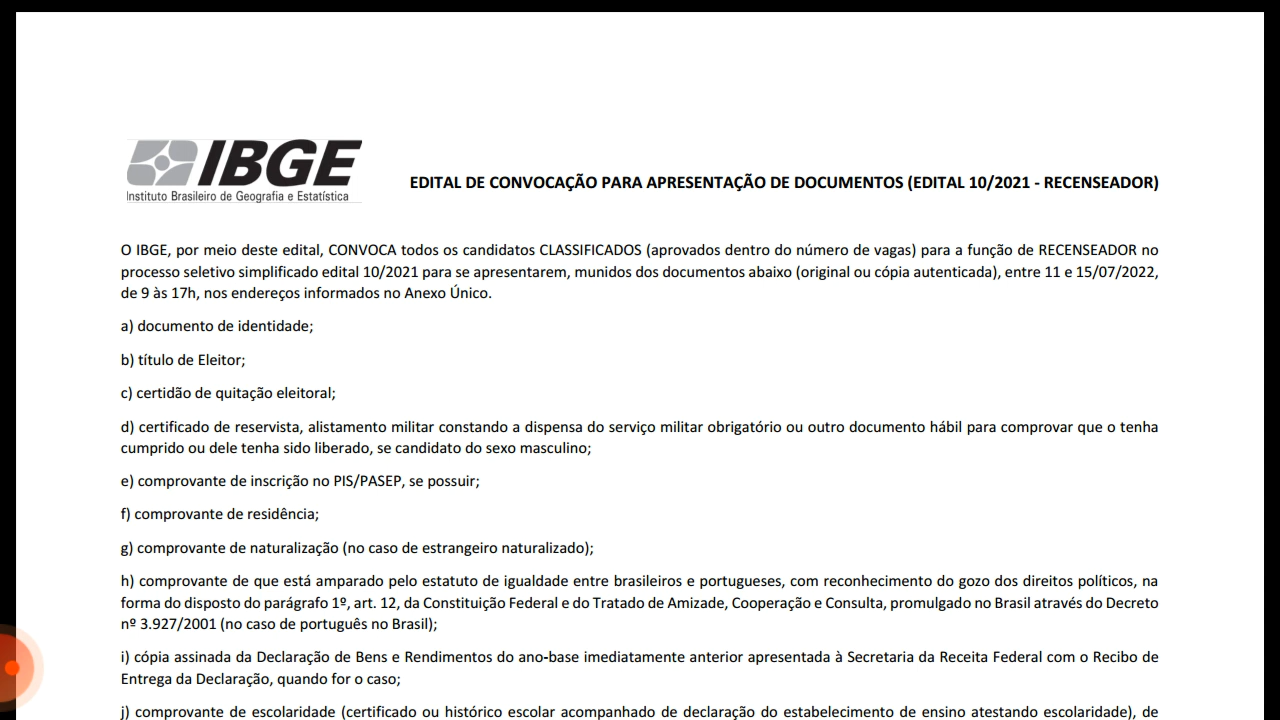 IBGE
Instituto Brasileiro de Geografia e Estatística
EDITAL DE CONVOCAÇÃO PARA APRESENTAÇÃO DE DOCUMENTOS (EDITAL 10/2021 - RECENSEADOR)
O IBGE, por meio deste edital, CONVOCA todos os candidatos CLASSIFICADOS (aprovados dentro do número de vagas) para a função de RECENSEADOR no
processo seletivo simplificado edital 10/2021 para se apresentarem, munidos dos documentos abaixo (original ou cópia autenticada), entre 11 e 15/07/2022,
de 9 às 17h, nos endereços informados no Anexo Único.
a) documento de identidade;
b) título de Eleitor;
c) certidão de quitação eleitoral;
d) certificado de reservista, alistamento militar constando a dispensa do serviço militar obrigatório ou outro documento hábil para comprovar que o tenha
cumprido ou dele tenha sido liberado, se candidato do sexo masculino;
e) comprovante de inscrição no PIS/PASEP, se possuir;
f) comprovante de residência;
g) comprovante de naturalização (no caso de estrangeiro naturalizado);
h) comprovante de que está amparado pelo estatuto de igualdade entre brasileiros e portugueses, com reconhecimento do gozo dos direitos políticos, na
forma do disposto do parágrafo 1º, art. 12, da Constituição Federal e do Tratado de Amizade, Cooperação e Consulta, promulgado no Brasil através do Decreto
nº 3.927/2001 (no caso de português no Brasil);
i) cópia assinada da Declaração de Bens e Rendimentos do ano-base imediatamente anterior apresentada à Secretaria da Receita Federal com o Recibo de
Entrega da Declaração, quando for o caso;
j) comprovante de escolaridade (certificado ou histórico escolar acompanhado de declaração do estabelecimento de ensino atestando escolaridade), de